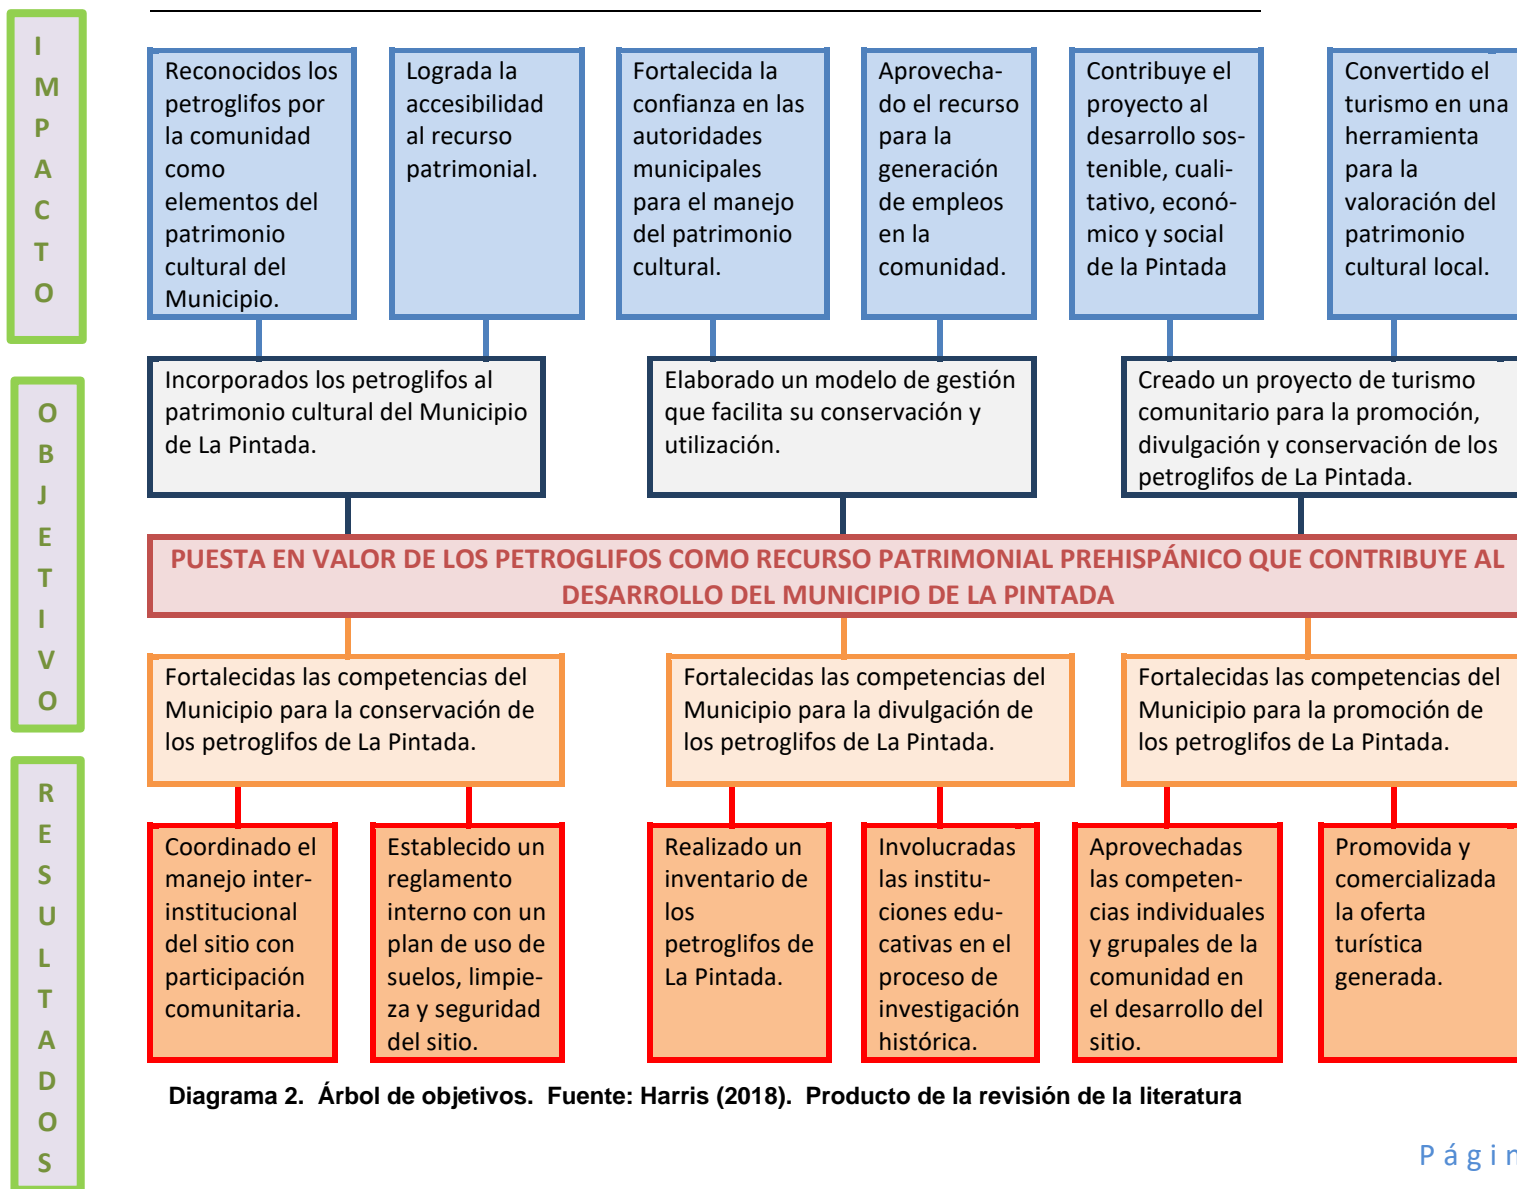 I
M
P
A
C
T
O
Reconocidos los
petroglifos por
la comunidad
como
elementos del
patrimonio
cultural del
Municipio.
Lograda la
accesibilidad
al recurso
patrimonial.
Fortalecida la
confianza en las
autoridades
municipales
para el manejo
del patrimonio
cultural.
Aprovecha-
do el recurso
para la
generación
de empleos
en la
comunidad.
Contribuye el
proyecto al
desarrollo sos-
tenible, cuali-
tativo, econó-
mico y social
de la Pintada
Convertido el
turismo en una
herramienta
para la
valoración del
patrimonio
cultural local.
O
B
J
E
T
I
V
O
Incorporados los petroglifos al
patrimonio cultural del Municipio
de La Pintada.
Elaborado un modelo de gestión
que facilita su conservación y
utilización.
Creado un proyecto de turismo
comunitario para la promoción,
divulgación y conservación de los
petroglifos de La Pintada.
PUESTA EN VALOR DE LOS PETROGLIFOS COMO RECURSO PATRIMONIAL PREHISPÁNICO QUE CONTRIBUYE AL
DESARROLLO DEL MUNICIPIO DE LA PINTADA
Fortalecidas las competencias del
Municipio para la conservación de
los petroglifos de La Pintada.
Fortalecidas las competencias del
Municipio para la divulgación de
los petroglifos de La Pintada.
Fortalecidas las competencias del
Municipio para la promoción de
los petroglifos de La Pintada.
R
E
S
U
L
T
A
D
O
S
Coordinado el
manejo inter-
institucional
del sitio con
participación
comunitaria.
Establecido un
reglamento
interno con un
plan de uso de
suelos, limpie-
za y seguridad
del sitio.
Realizado un
inventario de
los
petroglifos de
La Pintada.
Involucradas
las institu-
ciones edu-
cativas en el
proceso de
investigación
histórica.
Aprovechadas
las competen-
cias individuales
y grupales de la
comunidad en
el desarrollo del
sitio.
Promovida y
comercializada
la oferta
turística
generada.
Diagrama 2. Árbol de objetivos. Fuente: Harris (2018). Producto de la revisión de la literatura
Págin